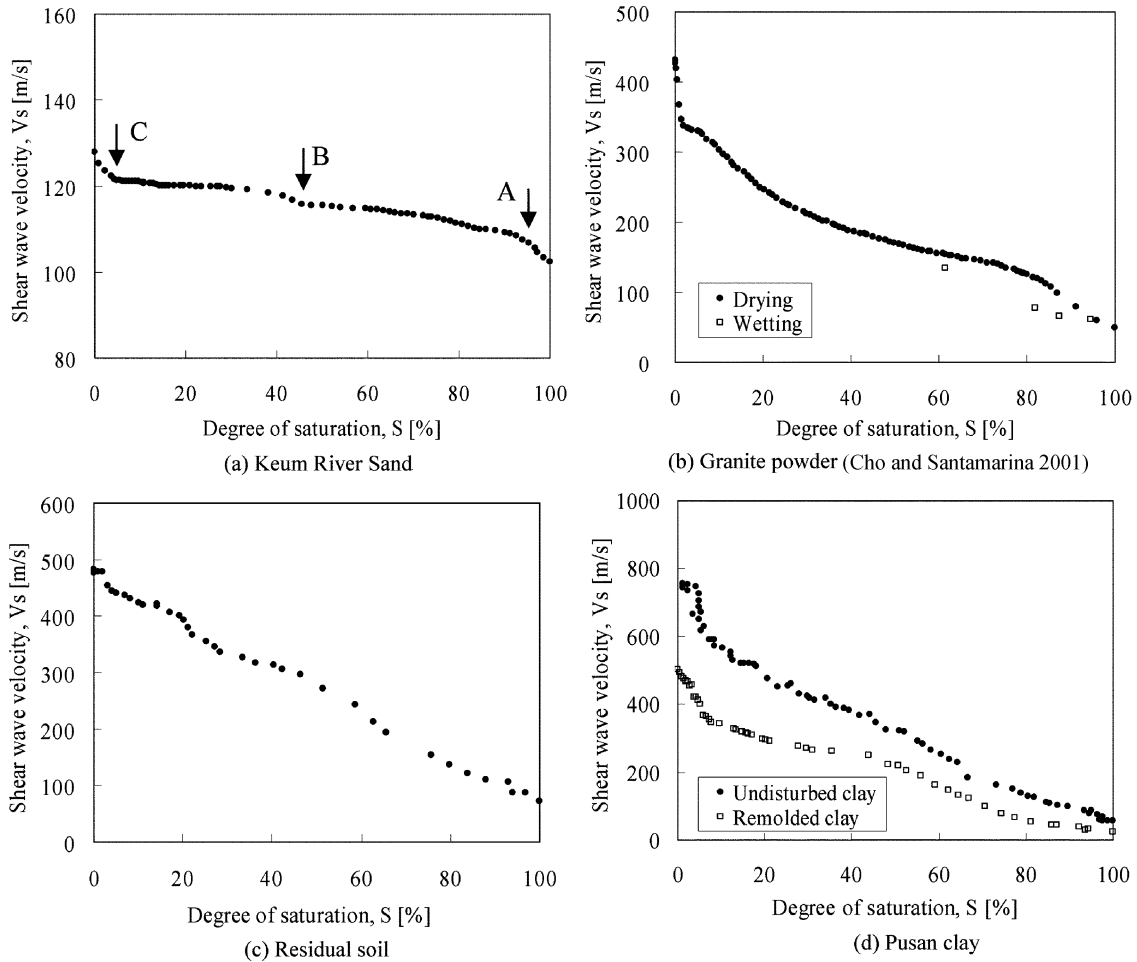 160
140
120
100
80
Shear wave velocity, Vs [m/s]
C
B
A
0 20 40 60 80 100
Degree of saturation, S [%]
(a) Keum River Sand
500
400
300
200
100
0
Shear wave velocity, Vs [m/s]
Drying
Wetting
0 20 40 60 80 100
Degree of saturation, S [%]
(b) Granite powder (Cho and Santamarina 2001)
600
500
400
300
200
100
0
Shear wave velocity, Vs [m/s]
0 20 40 60 80 100
Degree of saturation, S [%]
(c) Residual soil
1000
800
600
400
200
0
Shear wave velocity, Vs [m/s]
Undisturbed clay
Remolded clay
0 20 40 60 80 100
Degree of saturation, S [%]
(d) Pusan clay